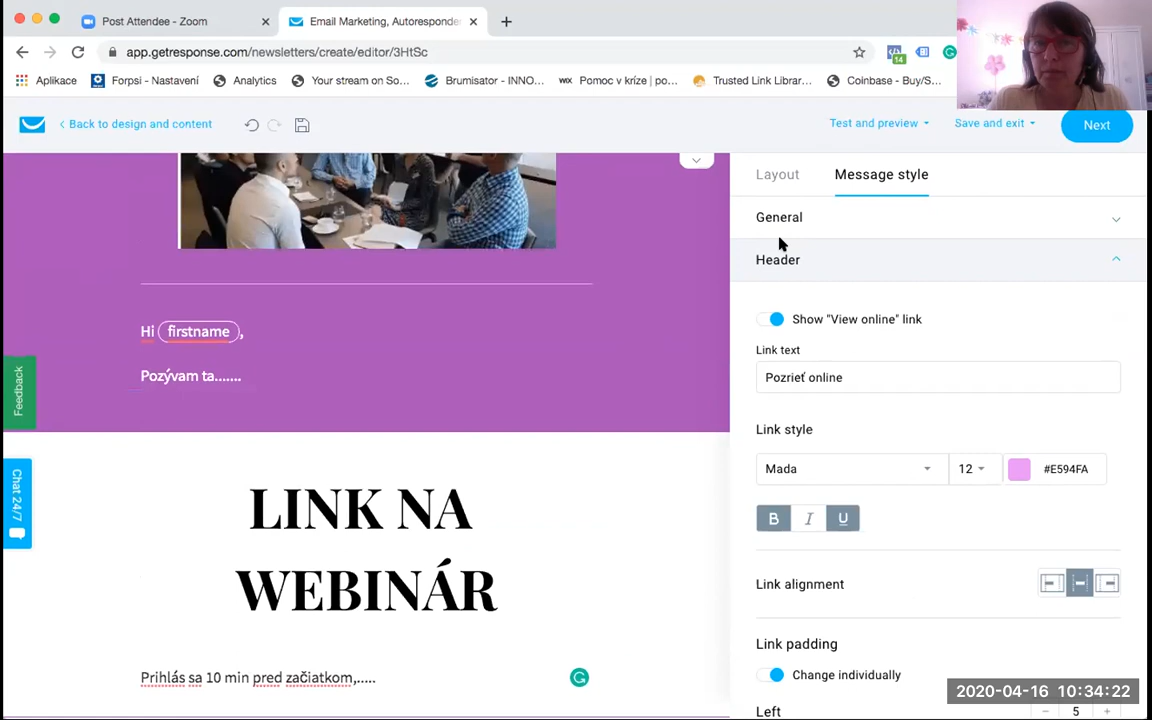 Post Attendee - Zoom
Email Marketing, Autoresponde
app.getresponse.com/newsletters/create/editor/3HtSc
14
Aplikace
Forpsi - Nastavení
Analytics
Your stream on So...
Brumisator - INNO...
WIX
Pomoc v kríze | po...
Trusted Link Librar...
Coinbase - Buy/S...
Back to design and content
Test and preview
Save and exit
Next
Layout
Message style
General
Header
Show "View online" link
Link text
Pozrieť online
Link style
Mada
12
#E594FA
B I U
Link alignment
Link padding
Change individually
Left
5
Hi firstname,
Pozývam ta.......
LINK NA
WEBINÁR
Prihlás sa 10 min pred začiatkom,.....
Feedback
Chat 24/7
2020-04-16 10:34:22